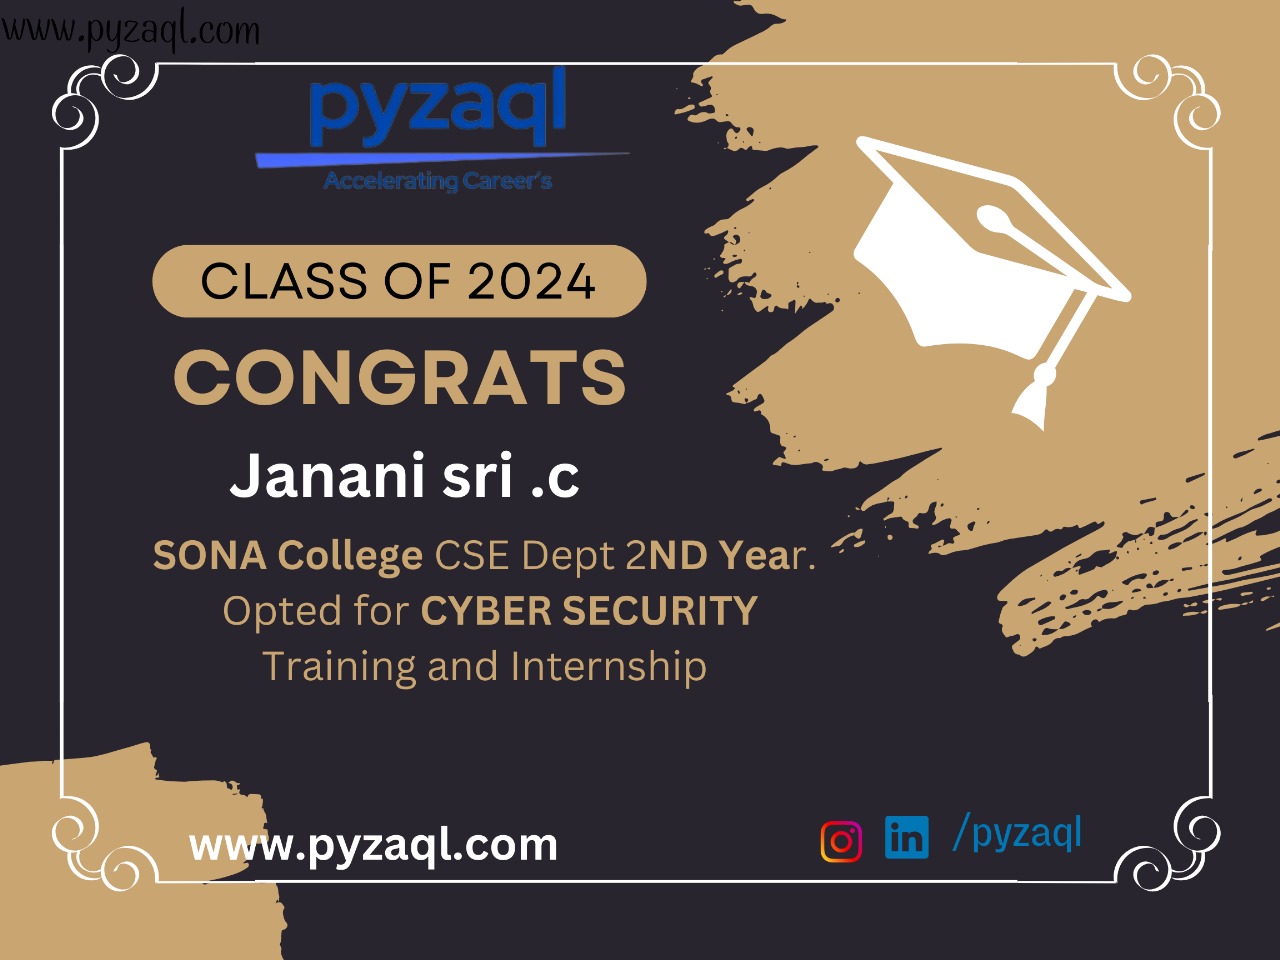 www.pyzaql.com
pyzaql
Accelerating Career's
CLASS OF 2024
CONGRATS
Janani sri .c
SONA College CSE Dept 2ND Year.
Opted for CYBER SECURITY
Training and Internship
www.pyzaql.com
in /pyzaql